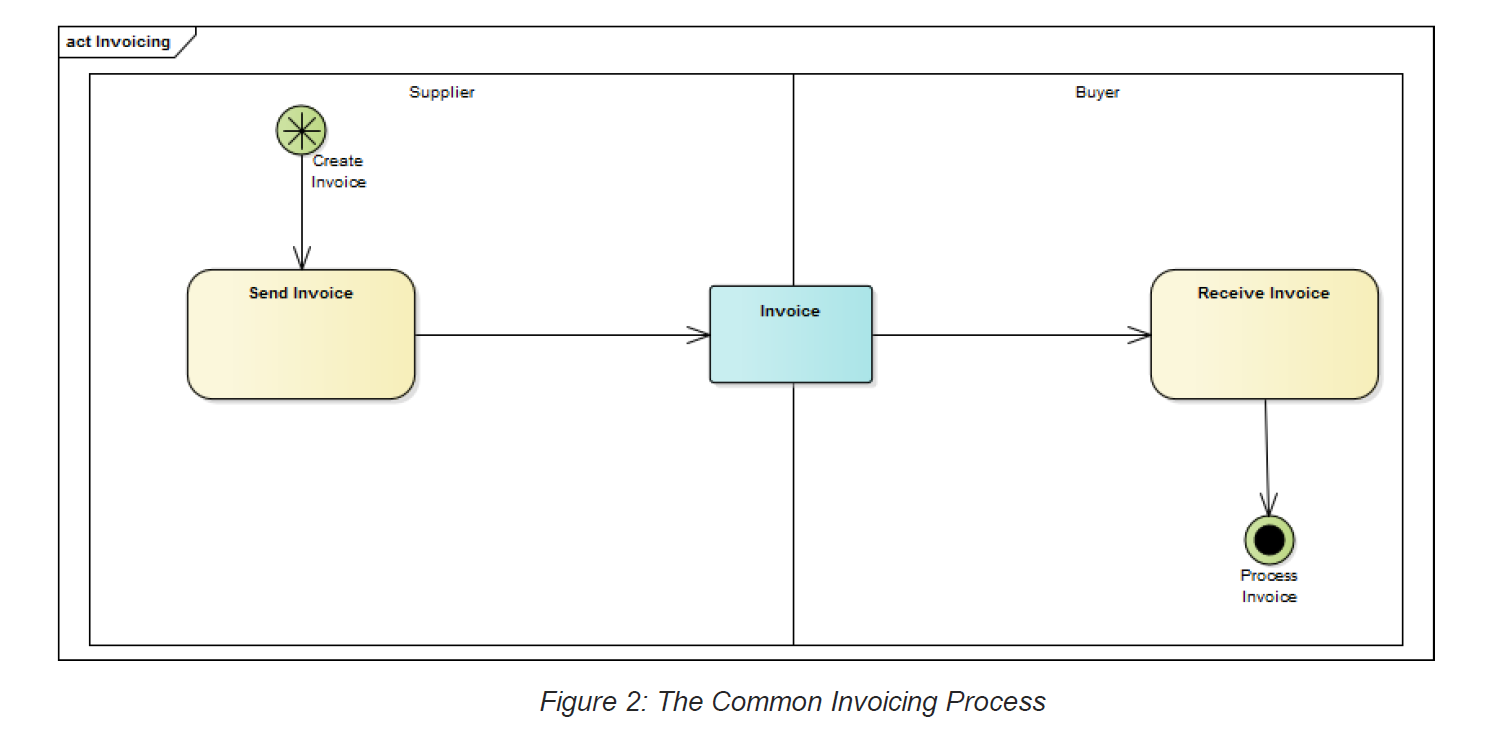 act Invoicing
Supplier
Buyer
Create
Invoice
Send Invoice
Invoice
Receive Invoice
Process
Invoice
Figure 2: The Common Invoicing Process